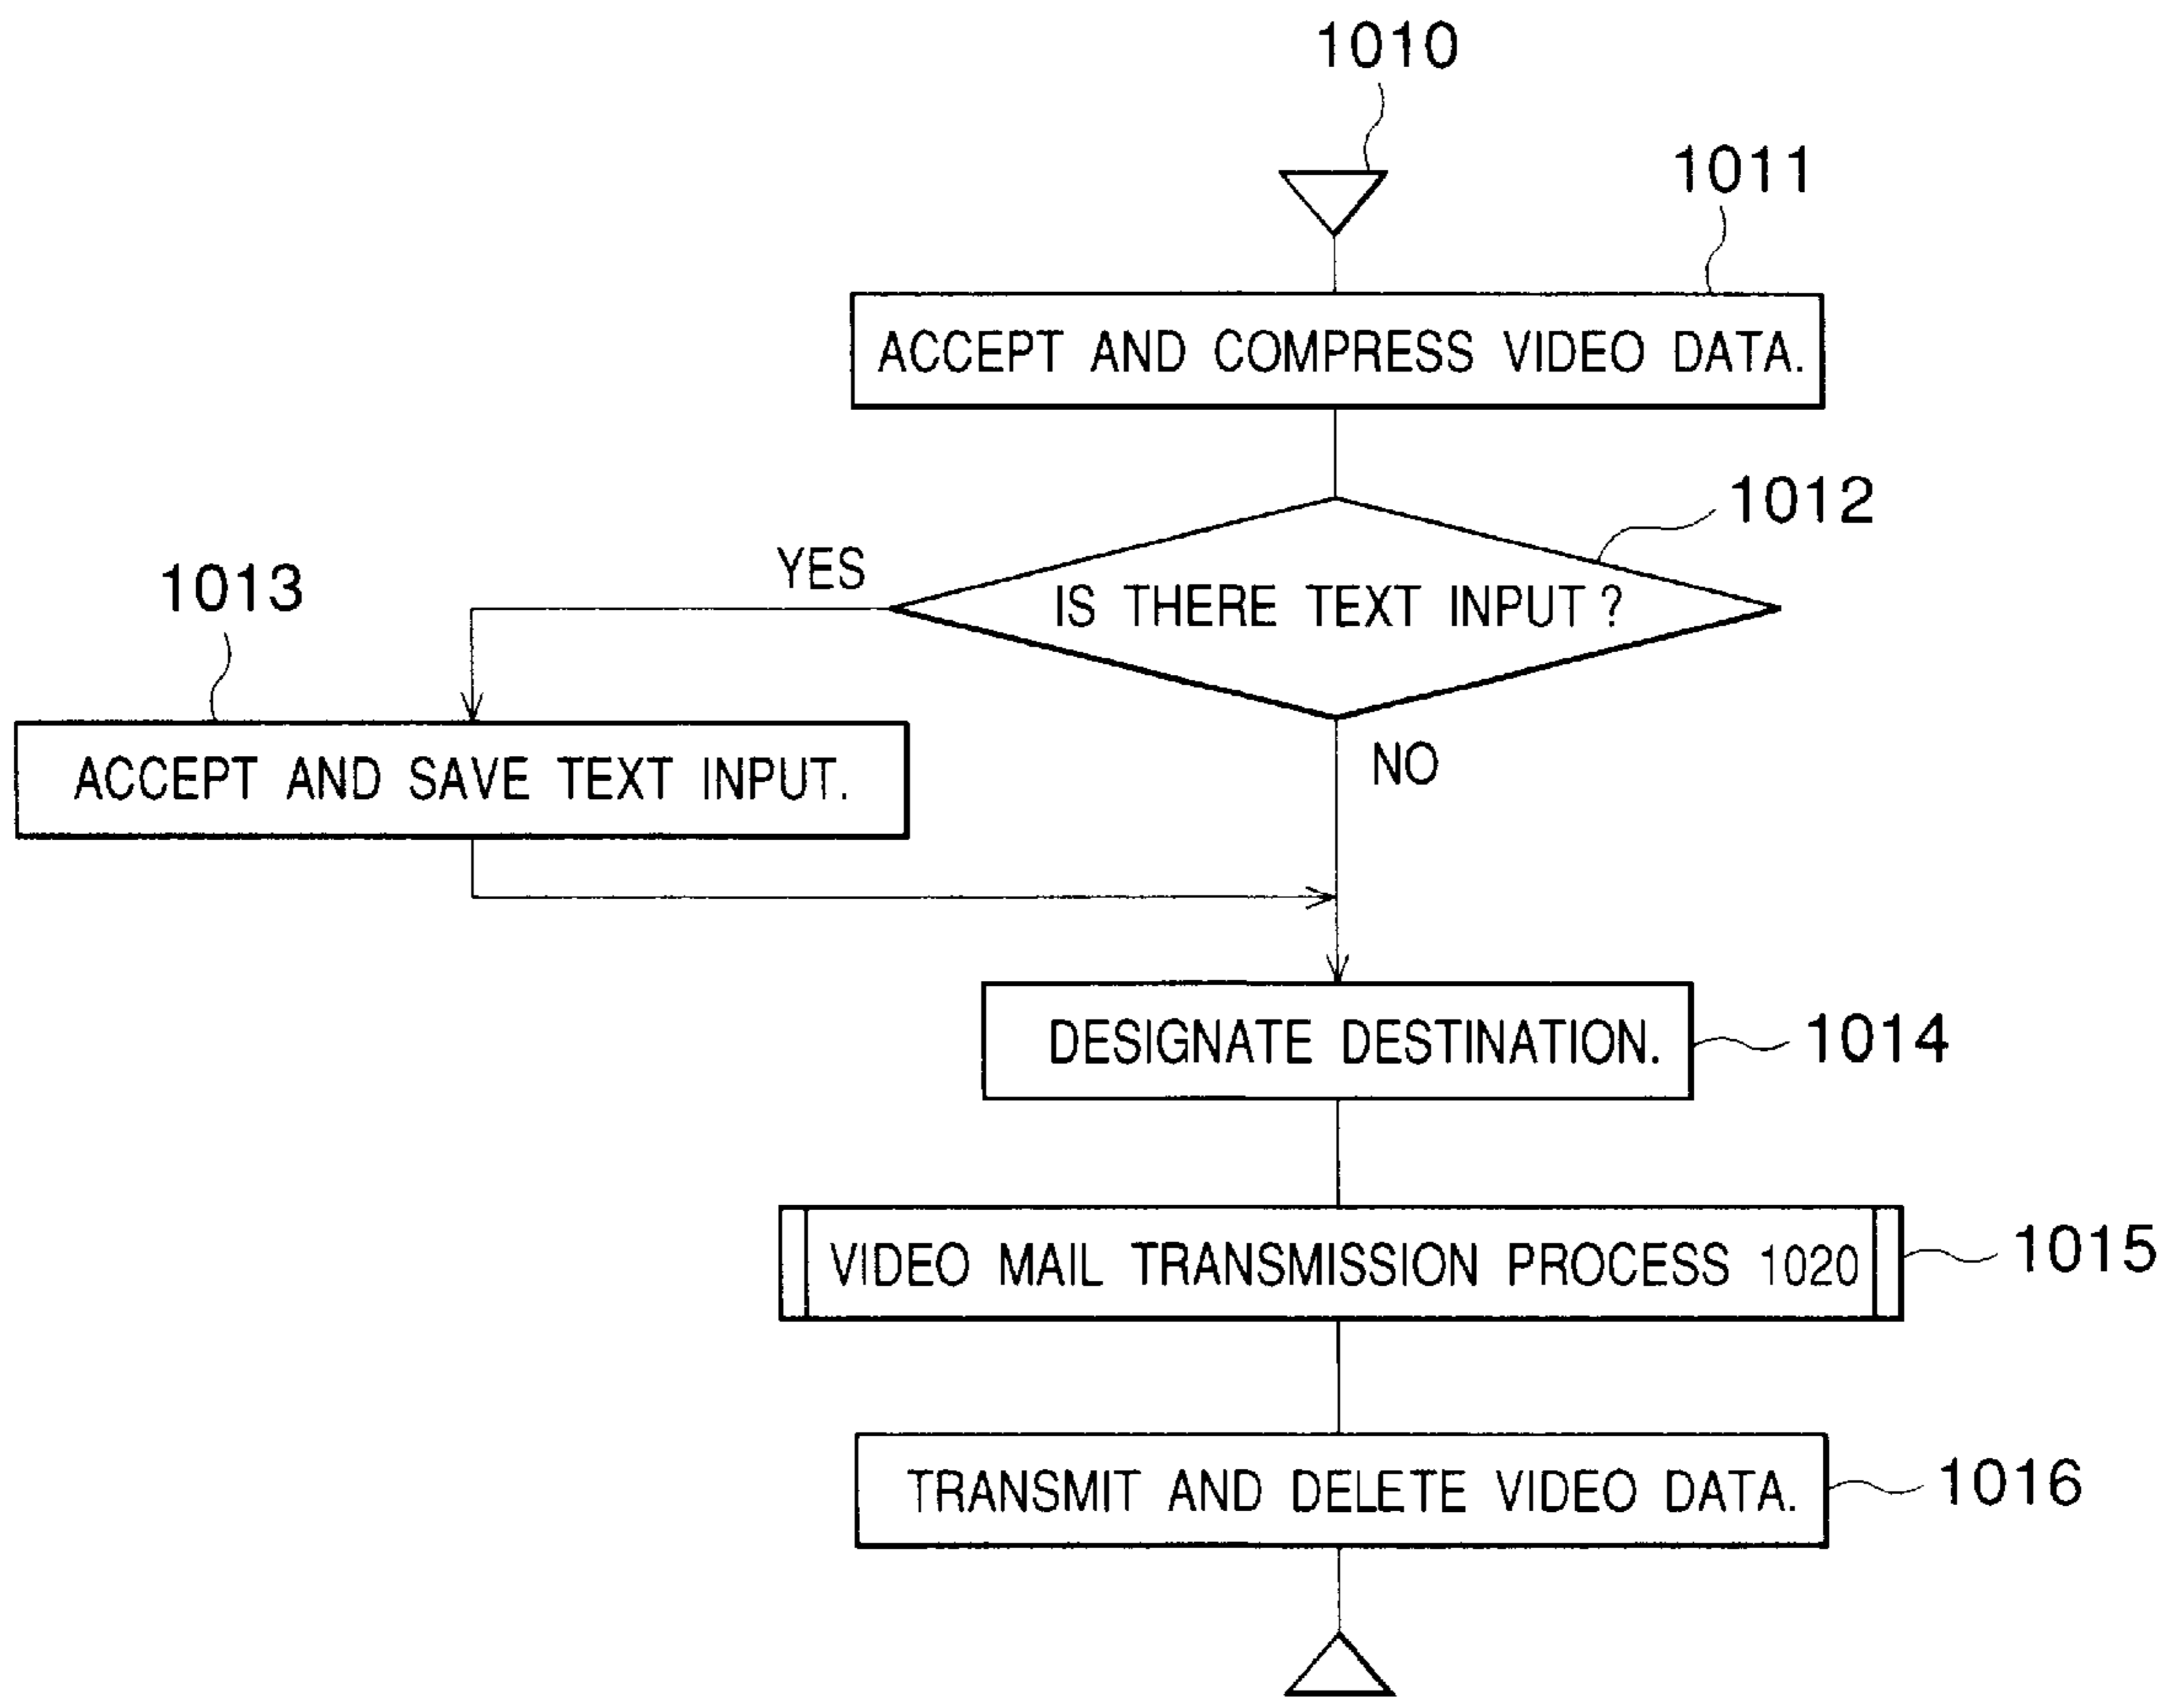 1010
1011
ACCEPT AND COMPRESS VIDEO DATA.
1012
YES
IS THERE TEXT INPUT?
1013
NO
ACCEPT AND SAVE TEXT INPUT.
DESIGNATE DESTINATION.
1014
VIDEO MAIL TRANSMISSION PROCESS 1020
1015
TRANSMIT AND DELETE VIDEO DATA.
1016